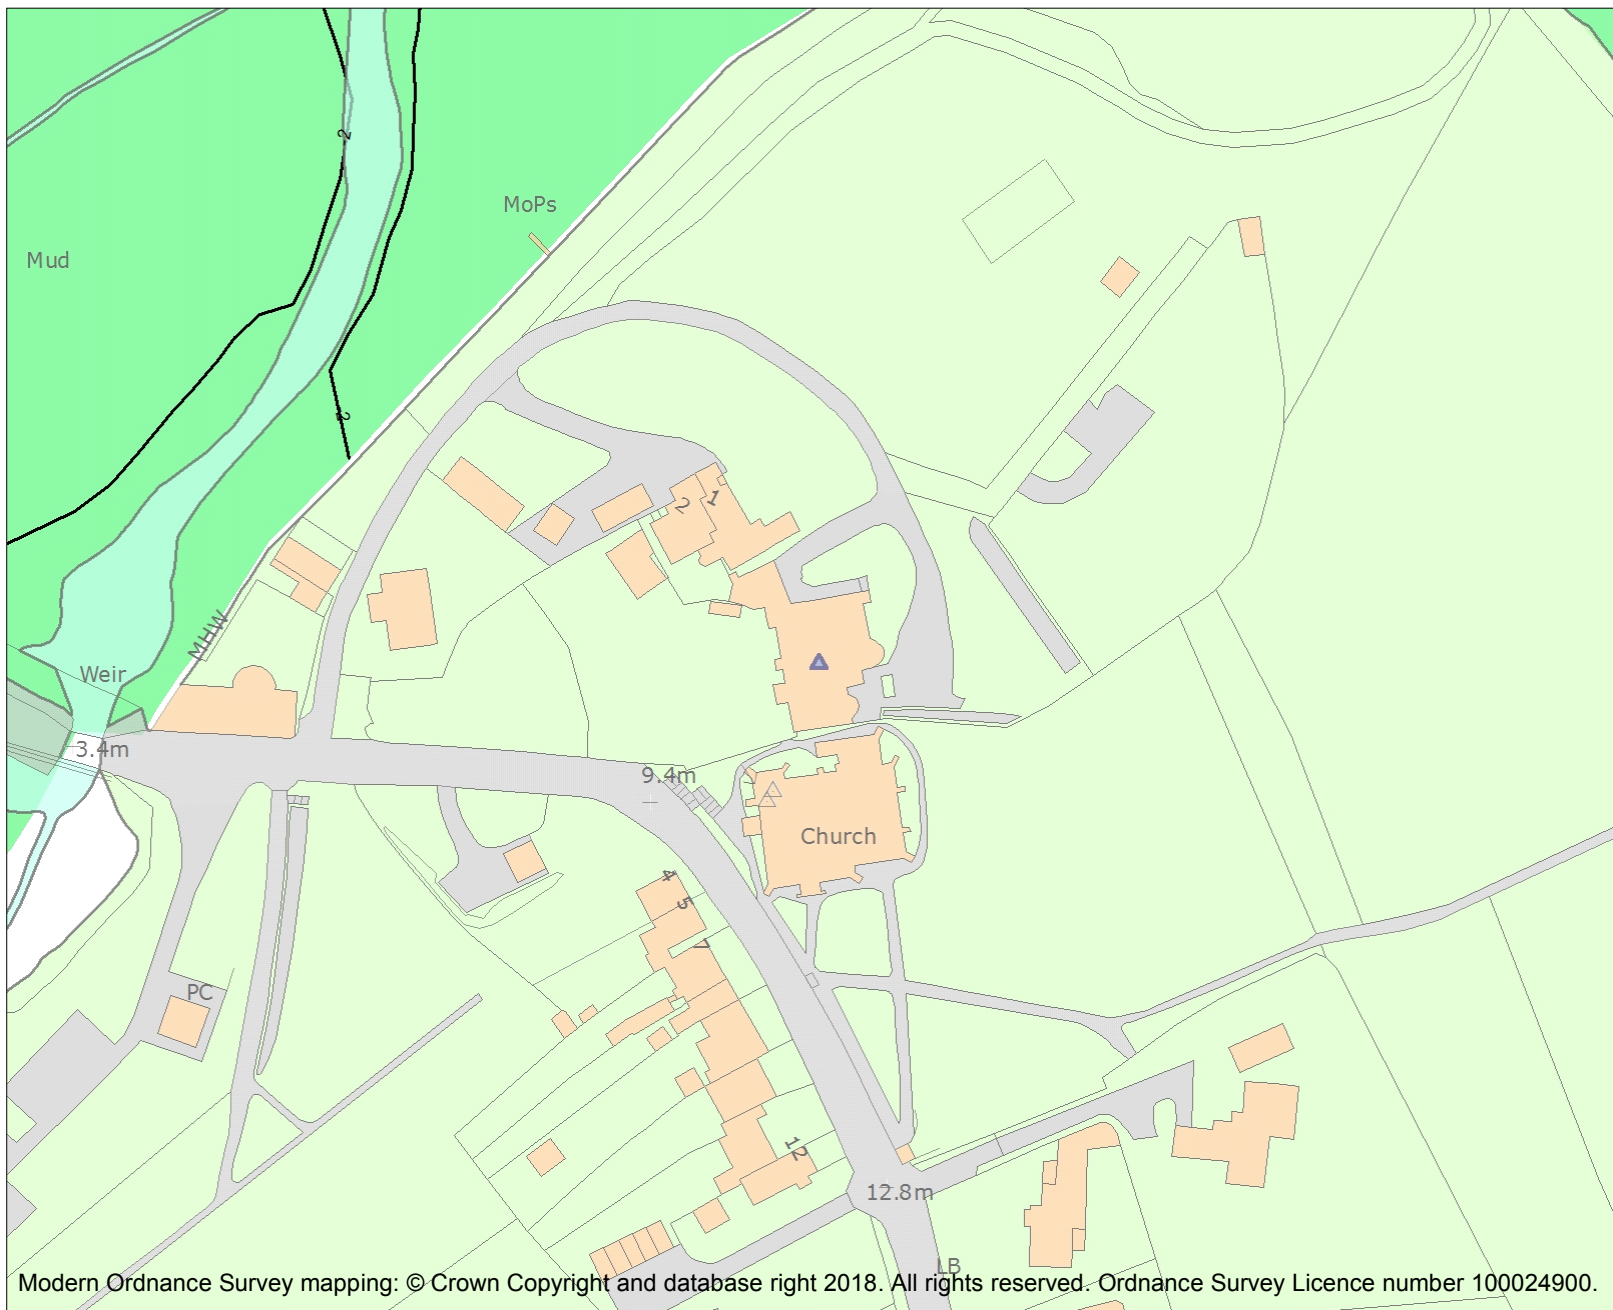 2
MoPs
Mud
2
2
1
MHW
Weir
3.4m
9.4m
Church
4
5
7
PC
12
12.8m
LB
Modern Ordnance Survey mapping: © Crown Copyright and database right 2018. All rights reserved. Ordnance Survey Licence number 100024900.